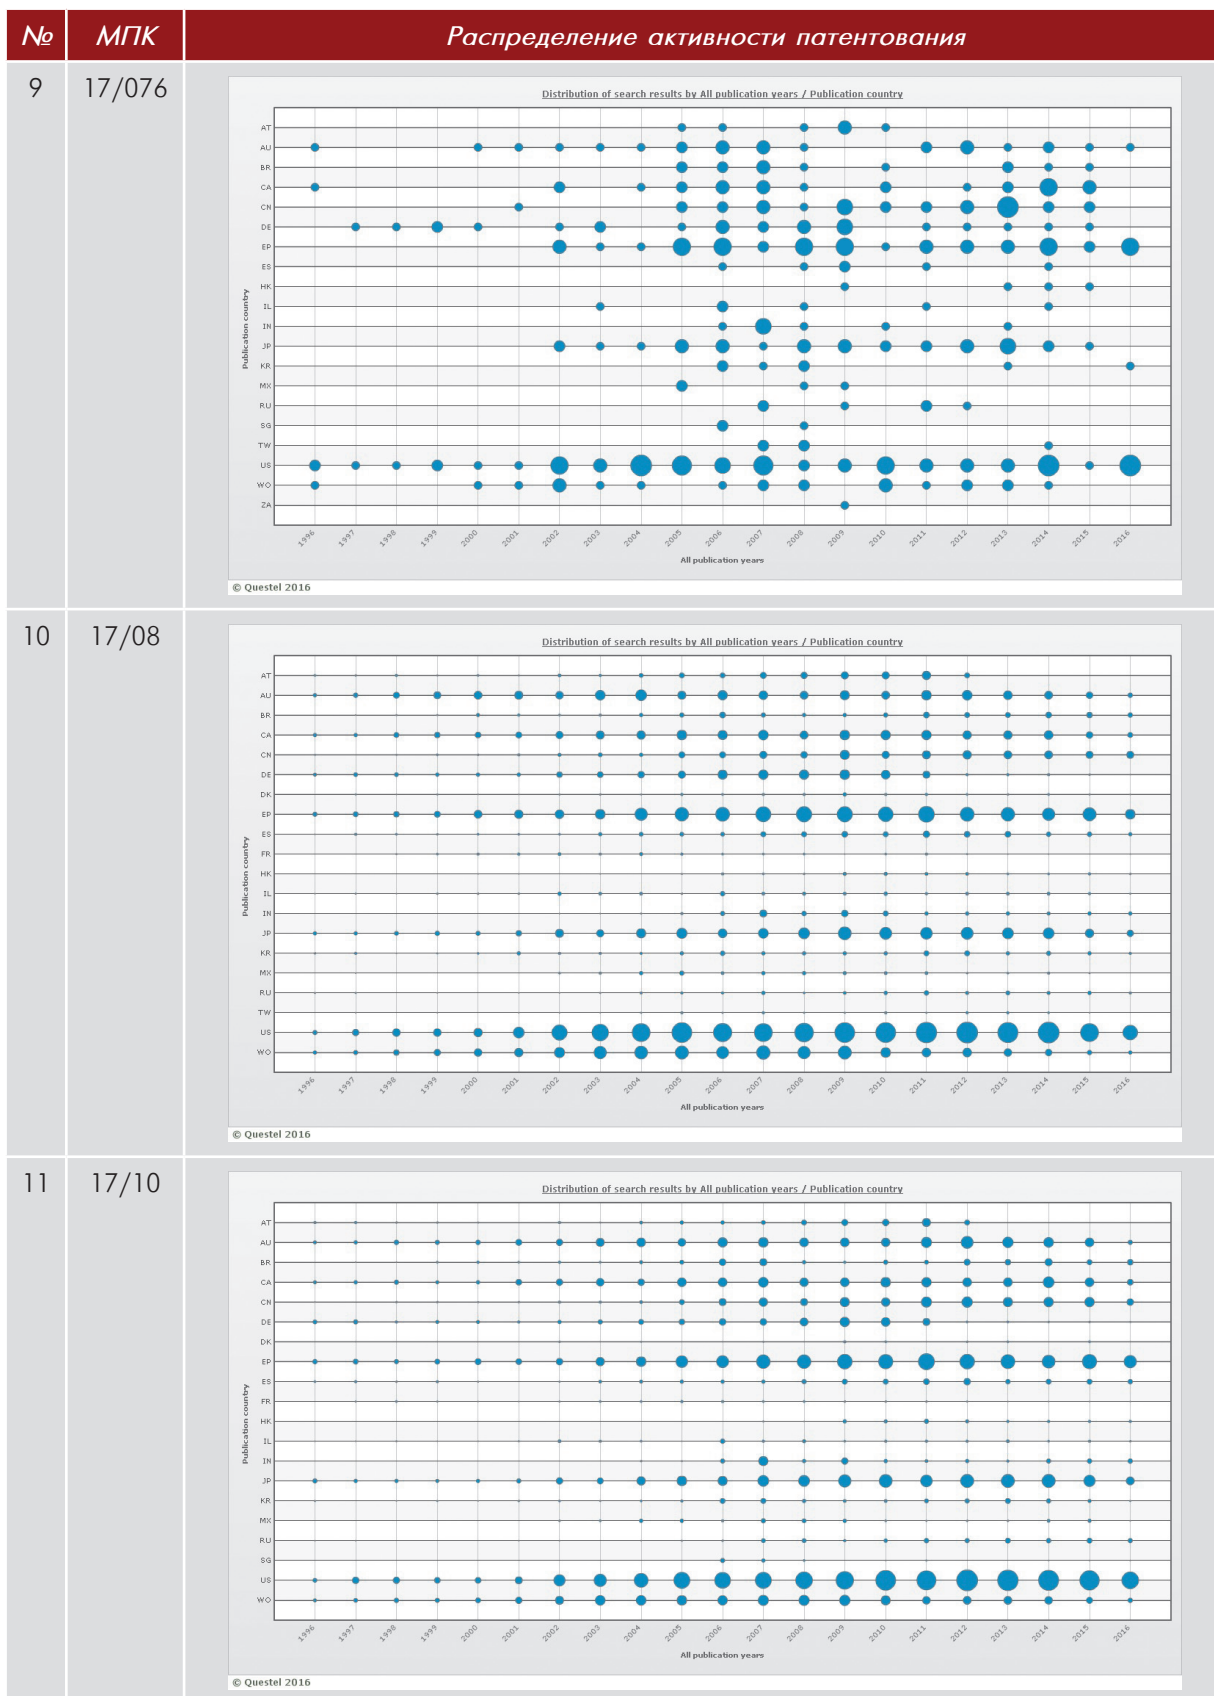 № МПК Распределение активности патентования
9 17/076
Distribution of search results by All publication years / Publication country
Publication country
AT
AU
BR
CA
CN
DE
EP
ES
HK
IL
IN
JP
KR
MX
RU
SG
TW
US
WO
ZA
1996 1997 1998 1999 2000 2001 2002 2003 2004 2005 2006 2007 2008 2009 2010 2011 2012 2013 2014 2015 2016
All publication years
© Questel 2016
10 17/08
Distribution of search results by All publication years / Publication country
Publication country
AT
AU
BR
CA
CN
DE
DK
EP
ES
FR
HK
IL
IN
JP
KR
MX
RU
TW
US
WO
1996 1997 1998 1999 2000 2001 2002 2003 2004 2005 2006 2007 2008 2009 2010 2011 2012 2013 2014 2015 2016
All publication years
© Questel 2016
11 17/10
Distribution of search results by All publication years / Publication country
Publication country
AT
AU
BR
CA
CN
DE
DK
EP
ES
FR
HK
IL
IN
JP
KR
MX
RU
SG
US
WO
1996 1997 1998 1999 2000 2001 2002 2003 2004 2005 2006 2007 2008 2009 2010 2011 2012 2013 2014 2015 2016
All publication years
© Questel 2016